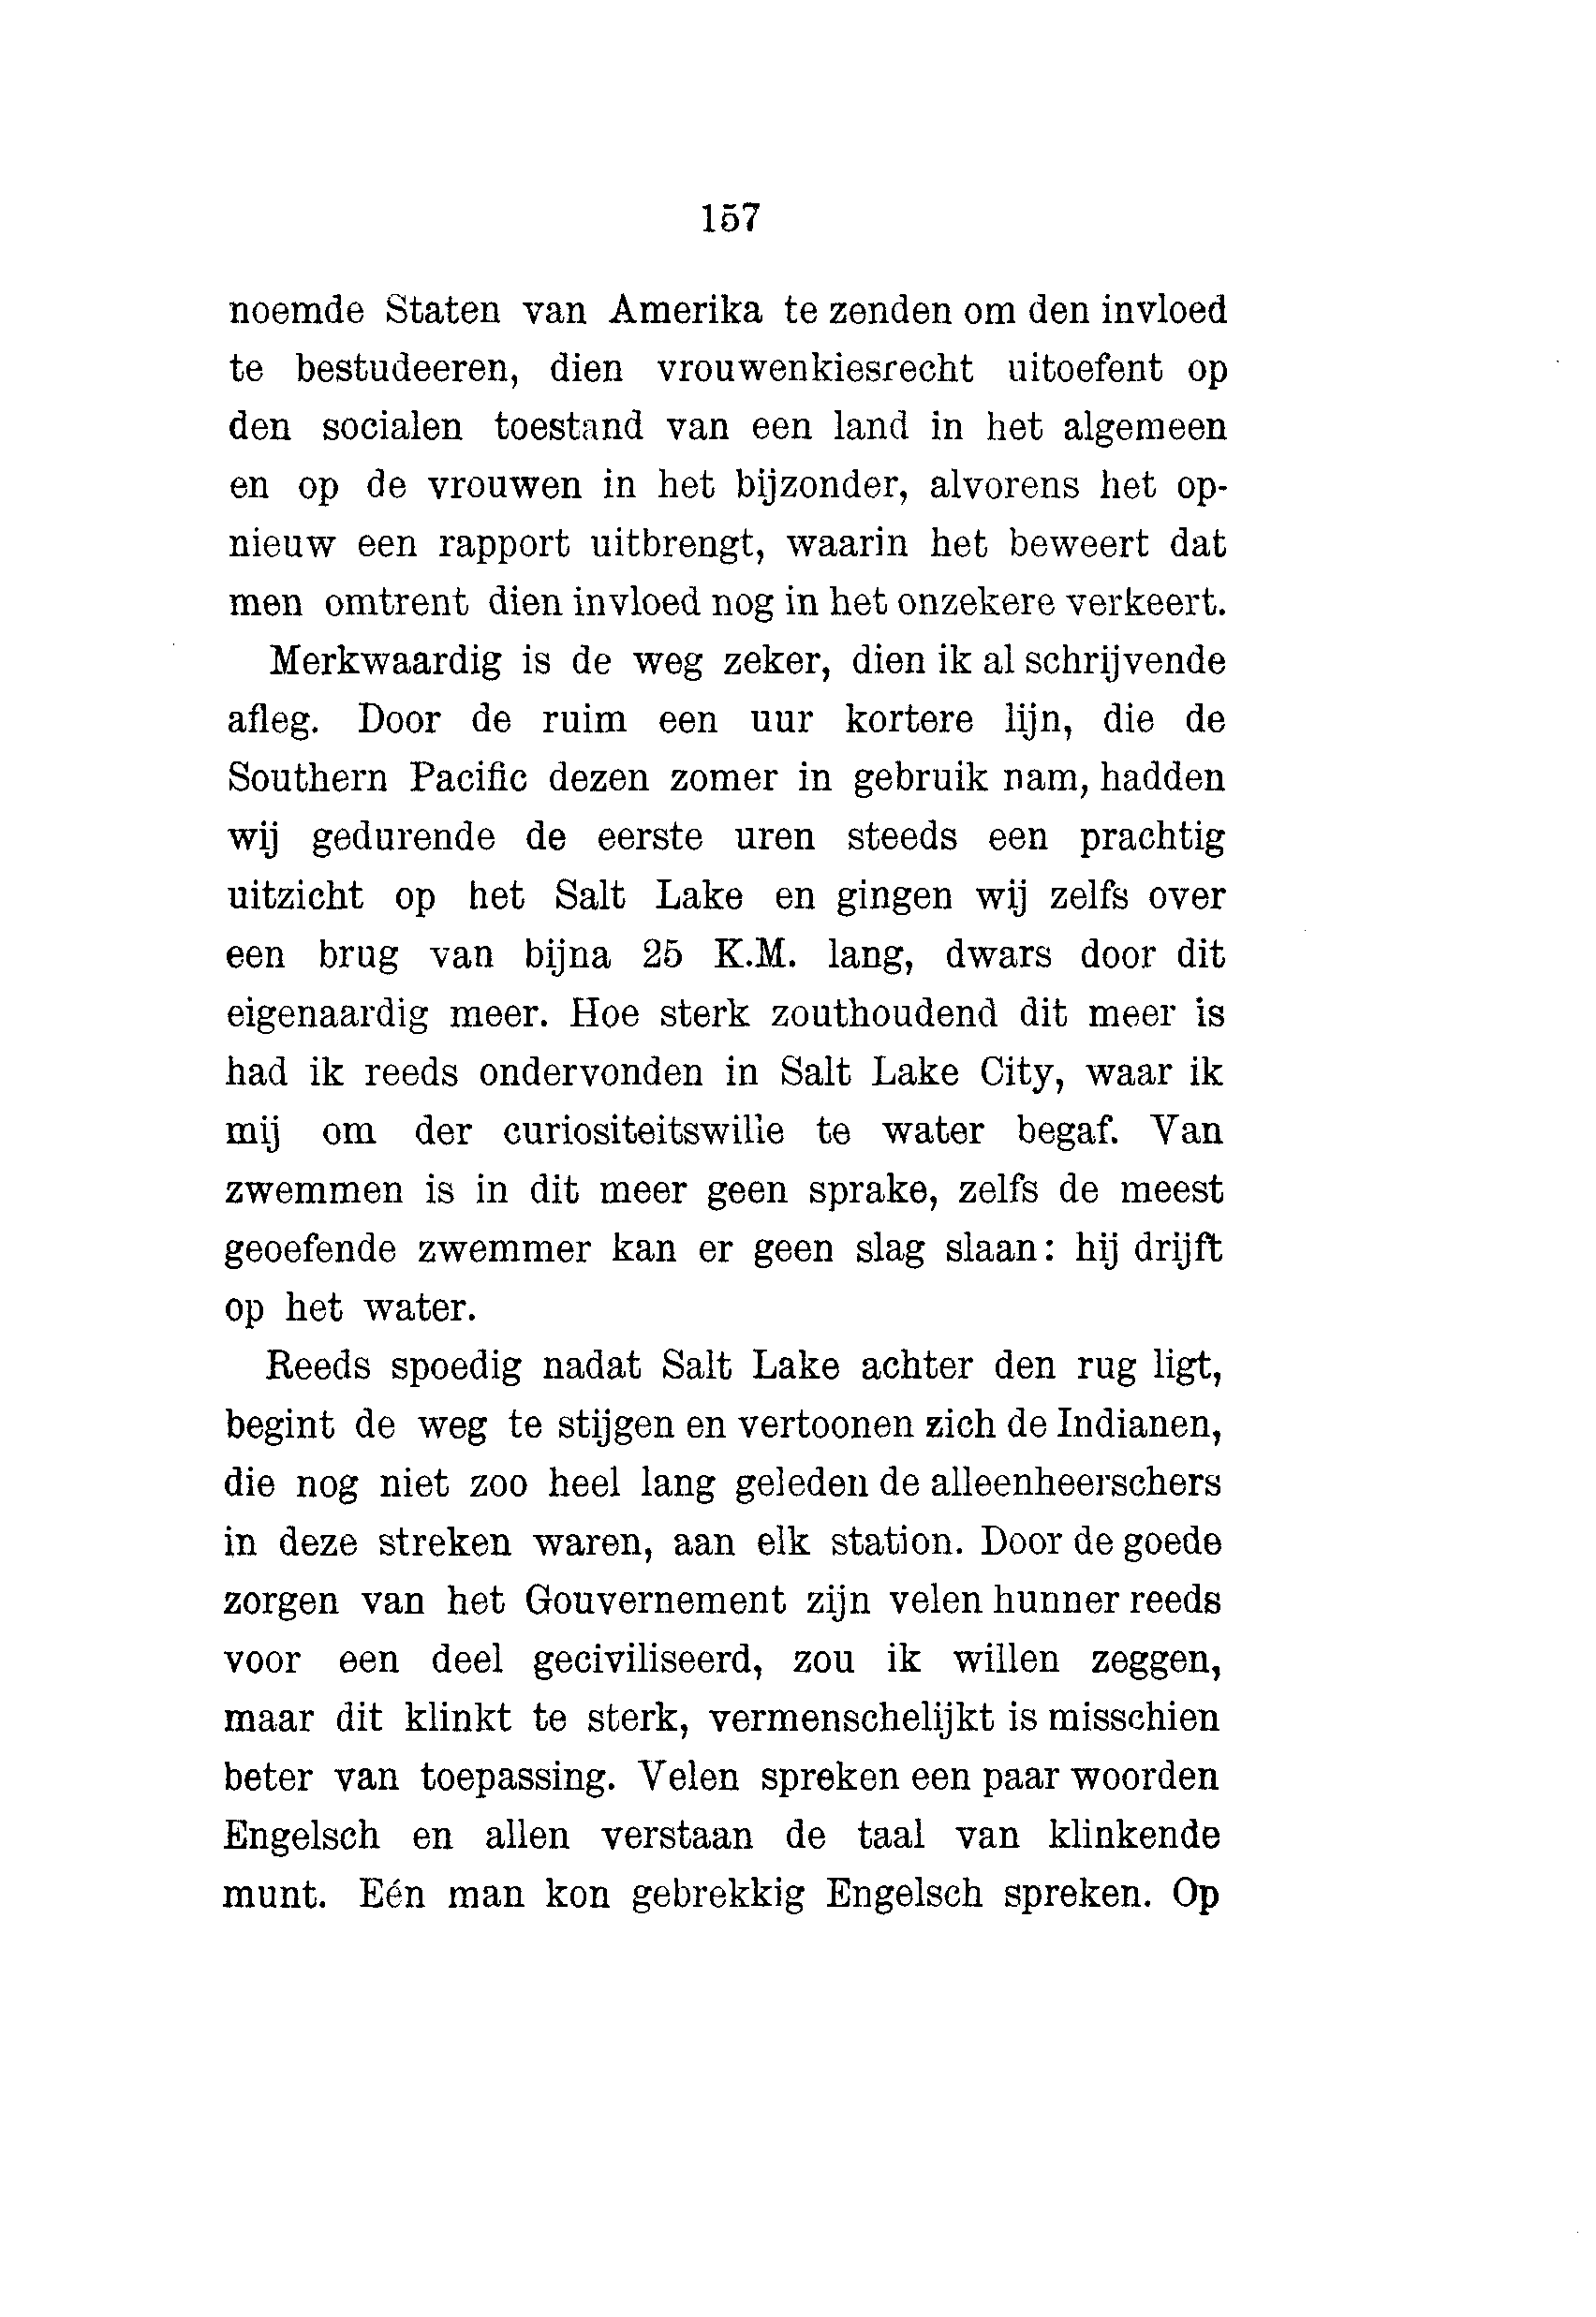 157
noemde Staten van Amerika te zenden om den invloed
te bestudeeren, dien vrouwenkiesrecht uitoefent op
den socialen toestand van een land in het algemeen
en op de vrouwen in het bijzonder, alvorens het op-
nieuw een rapport uitbrengt, waarin het beweert dat
men omtrent dien invloed nog in het onzekere verkeert.
Merkwaardig is de weg zeker, dien ik al schrijvende
afleg. Door de ruim een uur kortere lijn, die de
Southern Pacific dezen zomer in gebruik nam, hadden
wij gedurende de eerste uren steeds een prachtig
uitzicht op het Salt Lake en gingen wij zelfs over
een brug van bijna 25 K.M. lang, dwars door dit
eigenaardig meer. Hoe sterk zouthoudend dit meer is
had ik reeds ondervonden in Salt Lake City, waar ik
mij om der curiositeitswille te water begaf. Van
zwemmen is in dit meer geen sprake, zelfs de meest
geoefende zwemmer kan er geen slag slaan: hij drijft
op het water.
Reeds spoedig nadat Salt Lake achter den rug ligt,
begint de weg te stijgen en vertoonen zich de Indianen,
die nog niet zoo heel lang geleden de alleenheerschers
in deze streken waren, aan elk station. Door de goede
zorgen van het Gouvernement zijn velen hunner reeds
voor een deel geciviliseerd, zou ik willen zeggen,
maar dit klinkt te sterk, vermenschelijkt is misschien
beter van toepassing. Velen spreken een paar woorden
Engelsch en allen verstaan de taal van klinkende
munt. Eén man kon gebrekkig Engelsch spreken. Op